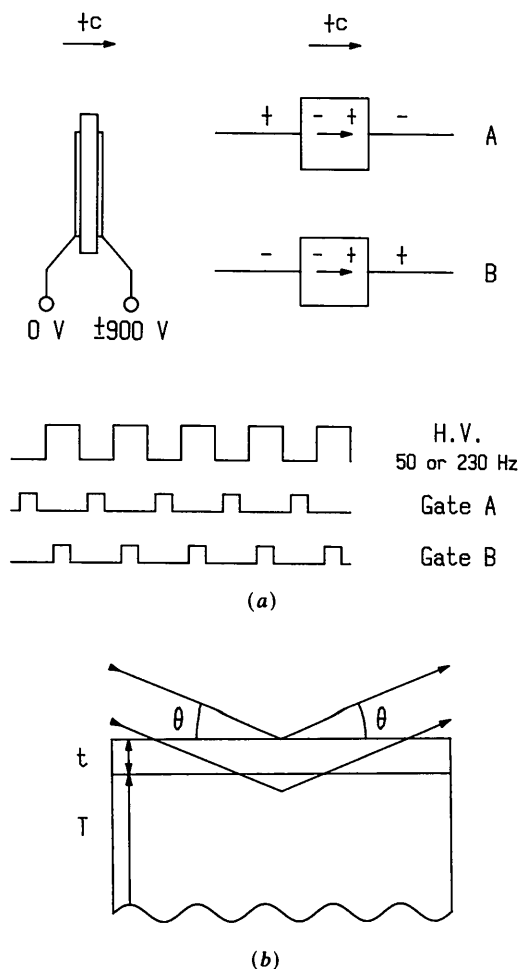 +c +c
+ - + - A
- - + + B
0 V ±900 V
H.V.
50 or 230 Hz
Gate A
Gate B
(a)
θ θ
t
T
(b)